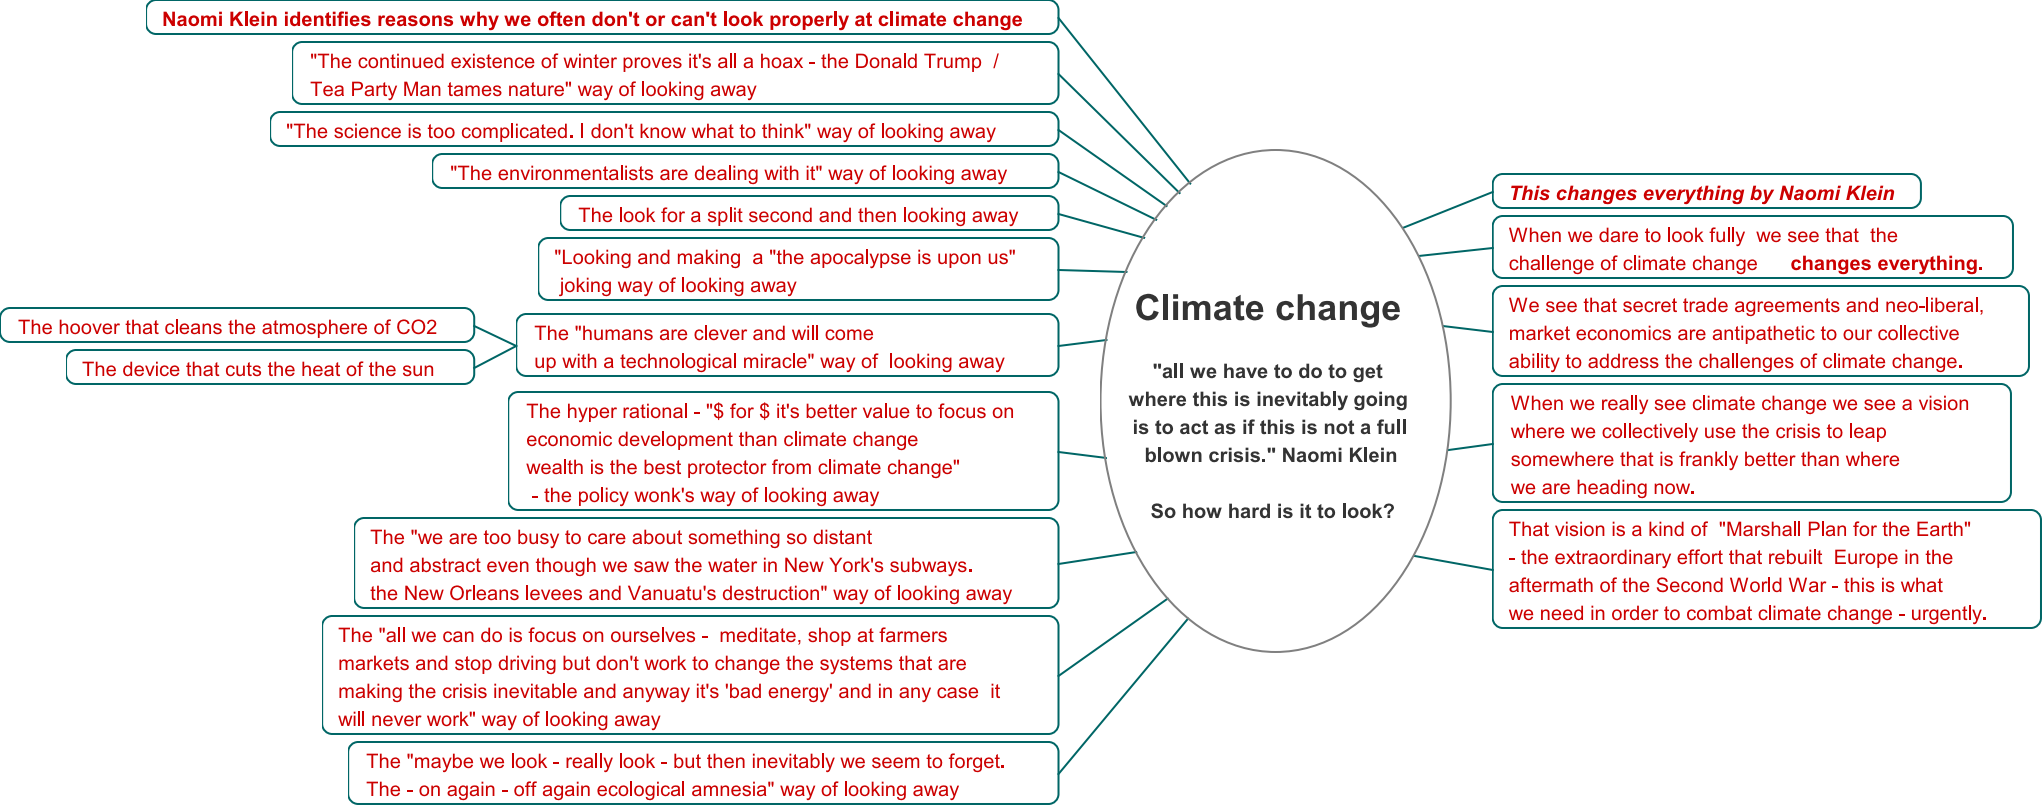 Naomi Klein identifies reasons why we often don't or can't look properly at climate change
"The continued existence of winter proves it's all a hoax - the Donald Trump /
Tea Party Man tames nature" way of looking away
"The science is too complicated. I don't know what to think" way of looking away
"The environmentalists are dealing with it" way of looking away
The look for a split second and then looking away
"Looking and making a "the apocalypse is upon us"
joking way of looking away
The hoover that cleans the atmosphere of CO2
The device that cuts the heat of the sun
The "humans are clever and will come
up with a technological miracle" way of looking away
The hyper rational - "$ for $ it's better value to focus on
economic development than climate change
wealth is the best protector from climate change"
- the policy wonk's way of looking away
The "we are too busy to care about something so distant
and abstract even though we saw the water in New York's subways.
the New Orleans levees and Vanuatu's destruction" way of looking away
The "all we can do is focus on ourselves - meditate, shop at farmers
markets and stop driving but don't work to change the systems that are
making the crisis inevitable and anyway it's 'bad energy' and in any case it
will never work" way of looking away
The "maybe we look - really look - but then inevitably we seem to forget.
The - on again - off again ecological amnesia" way of looking away
Climate change
"all we have to do to get
where this is inevitably going
is to act as if this is not a full
blown crisis." Naomi Klein
So how hard is it to look?
This changes everything by Naomi Klein
When we dare to look fully we see that the
challenge of climate change changes everything.
We see that secret trade agreements and neo-liberal,
market economics are antipathetic to our collective
ability to address the challenges of climate change.
When we really see climate change we see a vision
where we collectively use the crisis to leap
somewhere that is frankly better than where
we are heading now.
That vision is a kind of "Marshall Plan for the Earth"
- the extraordinary effort that rebuilt Europe in the
aftermath of the Second World War - this is what
we need in order to combat climate change - urgently.